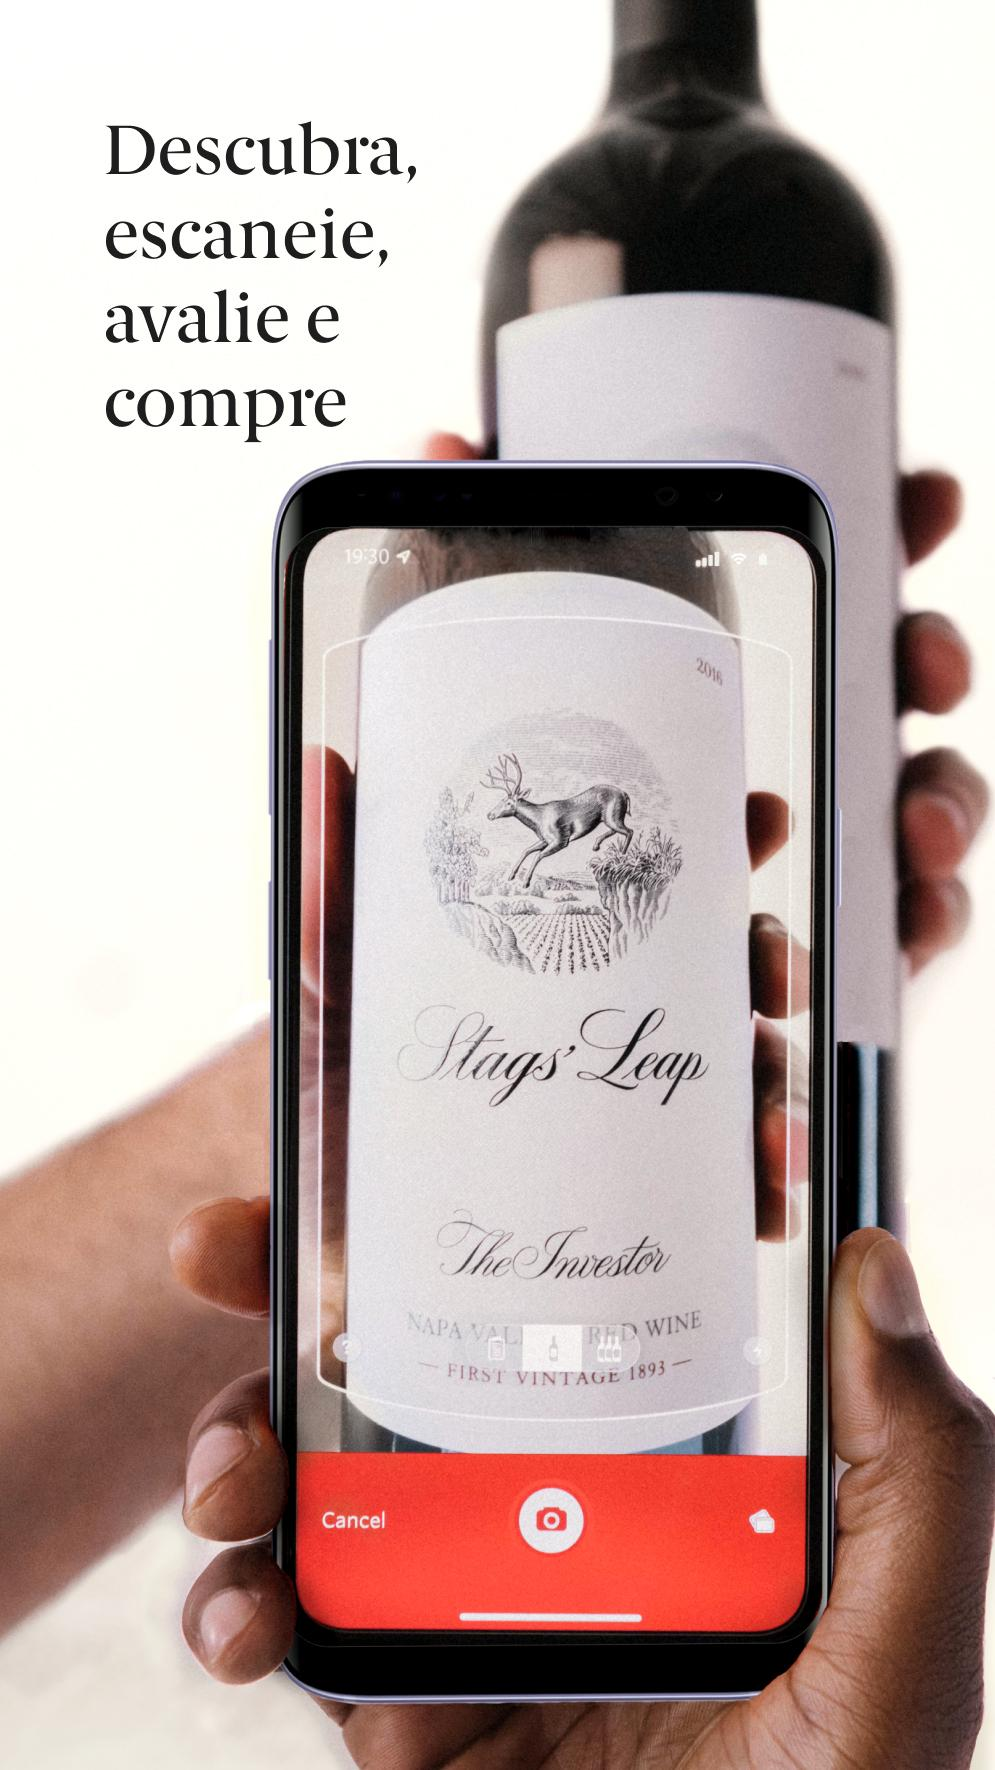 Descubra,
escaneie,
avalie e
compre
19:30
2016
Stags' Leap
The Investor
NAPA VAL RED WINE
— FIRST VINTAGE 1893 —
Cancel